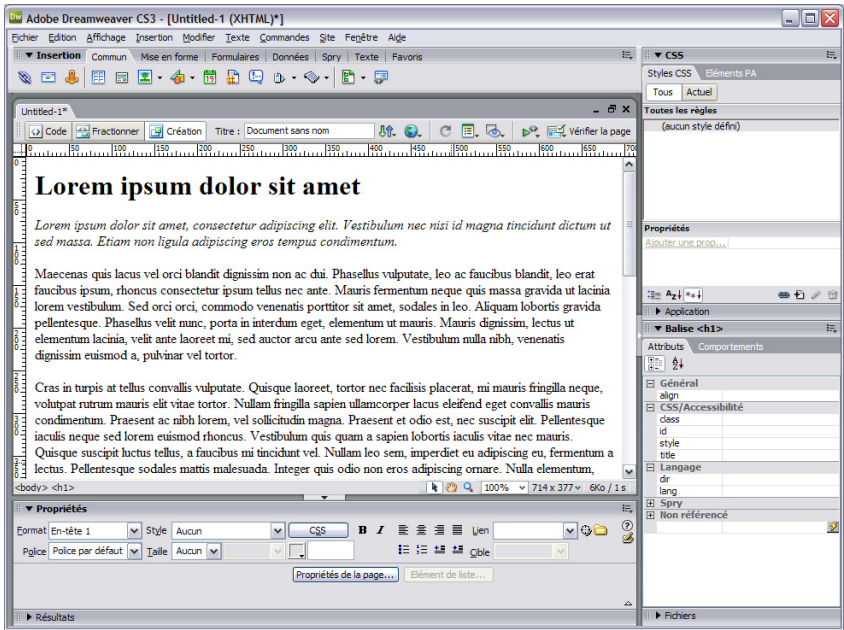 Adobe Dreamweaver CS3 - [Untitled-1 (XHTML)*]
Fichier Edition Affichage Insertion Modifier Texte Commandes Site Fenêtre Aide
Insertion Commun Mise en forme Formulaires Données Spry Texte Favoris
Untitled-1*
Code Fractionner Création Titre : Document sans nom Vérifier la page
0 50 100 150 200 250 300 350 400 450 500 550 600 650 700
Lorem ipsum dolor sit amet
Lorem ipsum dolor sit amet, consectetur adipiscing elit. Vestibulum nec nisi id magna tincidunt dictum ut
sed massa. Etiam non ligula adipiscing eros tempus condimentum.
Maecenas quis lacus vel orci blandit dignissim non ac dui. Phasellus vulputate, leo ac faucibus blandit, leo erat
faucibus ipsum, rhoncus consectetur ipsum tellus nec ante. Mauris fermentum neque quis massa gravida ut lacinia
lorem vestibulum. Sed orci orci, commodo venenatis porttitor sit amet, sodales in leo. Aliquam lobortis gravida
pellentesque. Phasellus velit nunc, porta in interdum eget, elementum ut mauris. Mauris dignissim, lectus ut
elementum lacinia, velit ante laoreet mi, sed auctor arcu ante sed lorem. Vestibulum nulla nibh, venenatis
dignissim euismod a, pulvinar vel tortor.
Cras in turpis at tellus convallis vulputate. Quisque laoreet, tortor nec facilisis placerat, mi mauris fringilla neque,
volutpat rutrum mauris elit vitae tortor. Nullam fringilla sapien ullamcorper lacus eleifend eget convallis mauris
condimentum. Praesent ac nibh lorem, vel sollicitudin magna. Praesent et odio est, nec suscipit elit. Pellentesque
iaculis neque sed lorem euismod rhoncus. Vestibulum quis quam a sapien lobortis iaculis vitae nec mauris.
Quisque suscipit luctus tellus, a faucibus mi tincidunt vel. Nullam leo sem, imperdiet eu adipiscing eu, fermentum a
lectus. Pellentesque sodales mattis malesuada. Integer quis odio non eros adipiscing ornare. Nulla elementum,
<body> <h1> 100% 714 x 377 6Ko / 1 s
Propriétés
Format En-tête 1 Style Aucun CSS B I Lien
Police Police par défaut Taille Aucun Cible
Propriétés de la page... Elément de liste...
Résultats
CSS
Styles CSS Eléments PA
Tous Actuel
Toutes les règles
(aucun style défini)
Propriétés
Ajouter une prop...
Application
Balise <h1>
Attributs Comportements
Général
align
CSS/Accessibilité
class
id
style
title
Langage
dir
lang
Spry
Non référencé
Fichiers